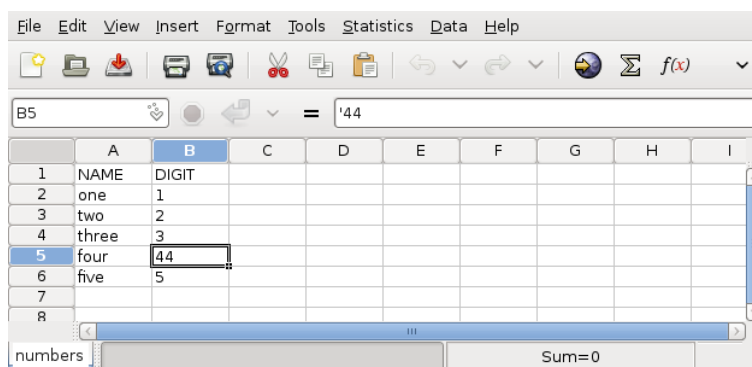 File Edit View Insert Format Tools Statistics Data Help
Σ f(x)
B5 = '44
A B C D E F G H I
1 NAME DIGIT
2 one 1
3 two 2
4 three 3
5 four 44
6 five 5
7
8
numbers Sum=0